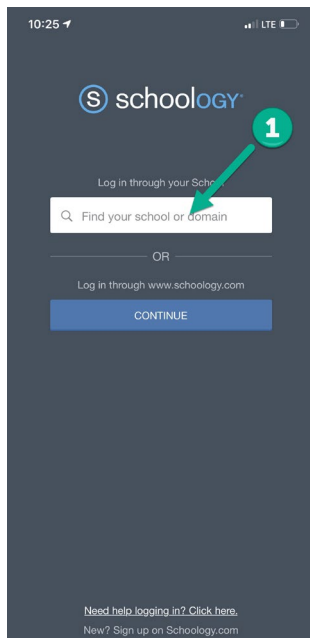 10:25 LTE
S schoology®
1
Log in through your School
Find your school or domain
OR
Log in through www.schoology.com
CONTINUE
Need help logging in? Click here.
New? Sign up on Schoology.com